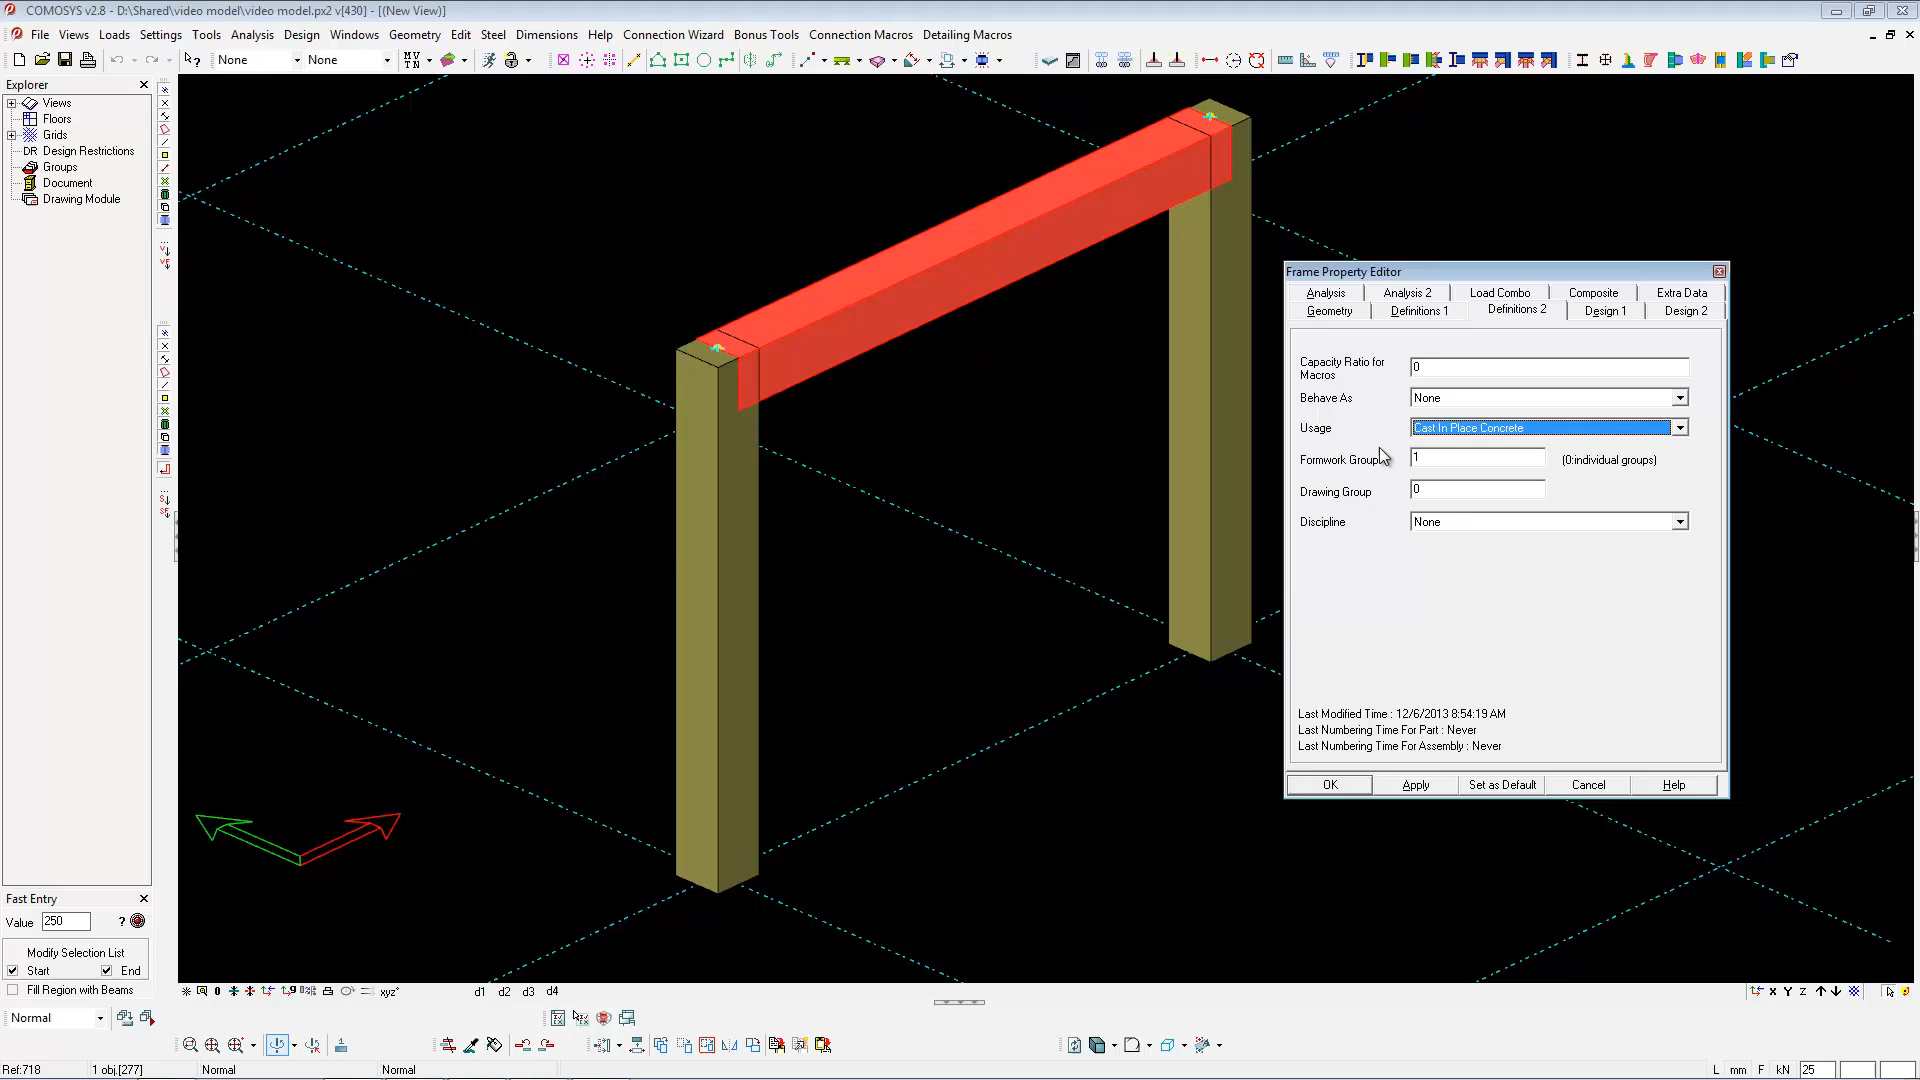 COMOSYS v2.8 - D:\Shared\video model\video model.px2 v[430] - [(New View)]
File Views Loads Settings Tools Analysis Design Windows Geometry Edit Steel Dimensions Help Connection Wizard Bonus Tools Connection Macros Detailing Macros
None None
Explorer
Views
Floors
Grids
DR Design Restrictions
Groups
Document
Drawing Module
Frame Property Editor
Analysis Analysis 2 Load Combo Composite Extra Data
Geometry Definitions 1 Definitions 2 Design 1 Design 2
Capacity Ratio for Macros 0
Behave As None
Usage Cast In Place Concrete
Formwork Group 1 (0:individual groups)
Drawing Group 0
Discipline None
Last Modified Time : 12/6/2013 8:54:19 AM
Last Numbering Time For Part : Never
Last Numbering Time For Assembly : Never
OK Apply Set as Default Cancel Help
Fast Entry
Value 250 ?
Modify Selection List
Start End
Fill Region with Beams
xyz d1 d2 d3 d4 X Y Z
Normal
Ref:718 1 obj.[277] Normal Normal L mm F kN 25